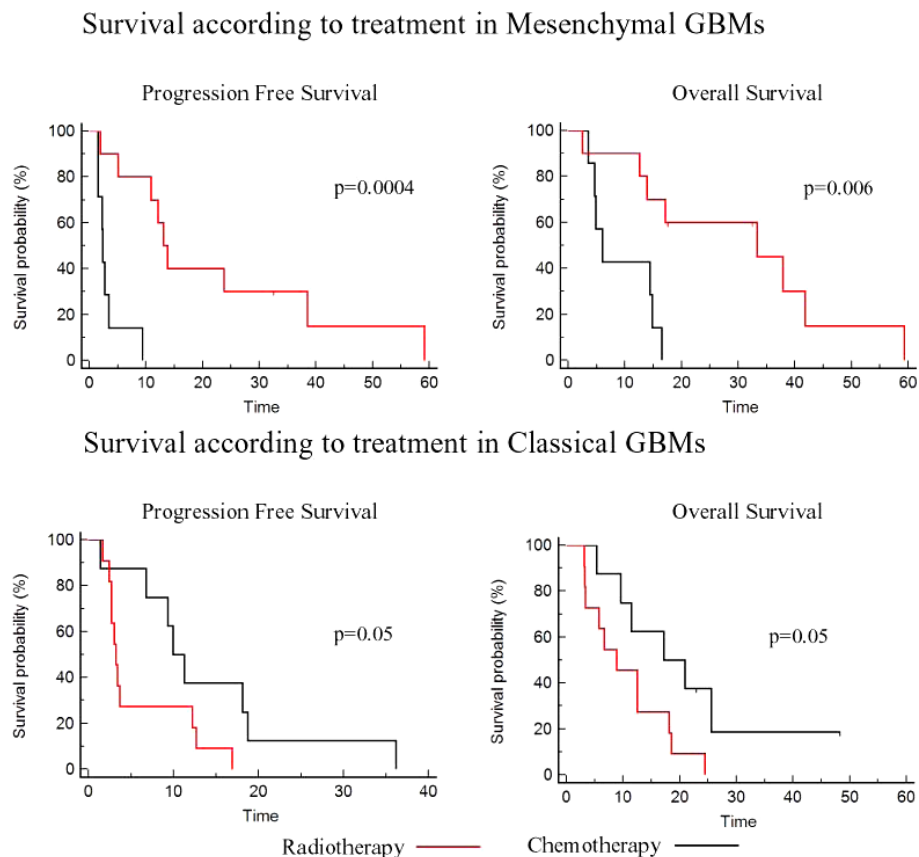 Survival according to treatment in Mesenchymal GBMs
Progression Free Survival
Overall Survival
Survival probability (%)
100
80
60
40
20
0
p=0.0004
0 10 20 30 40 50 60
Time
Survival probability (%)
100
80
60
40
20
0
p=0.006
0 10 20 30 40 50 60
Time
Survival according to treatment in Classical GBMs
Progression Free Survival
Overall Survival
Survival probability (%)
100
80
60
40
20
0
p=0.05
0 10 20 30 40
Time
Survival probability (%)
100
80
60
40
20
0
p=0.05
0 10 20 30 40 50 60
Time
Radiotherapy Chemotherapy